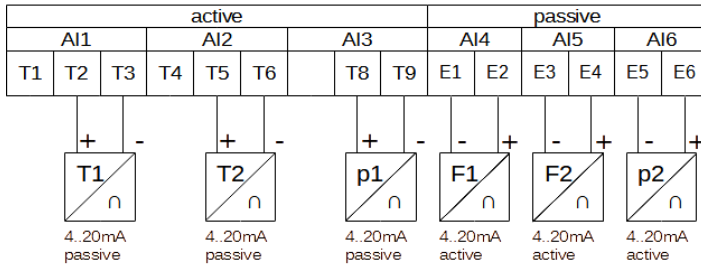 active passive
AI1 AI2 AI3 AI4 AI5 AI6
T1 T2 T3 T4 T5 T6 T8 T9 E1 E2 E3 E4 E5 E6
+ - + - + - - + - + - +
T1 T2 p1 F1 F2 p2
∩ ∩ ∩ ∩ ∩ ∩
4..20mA 4..20mA 4..20mA 4..20mA 4..20mA 4..20mA
passive passive passive active active active